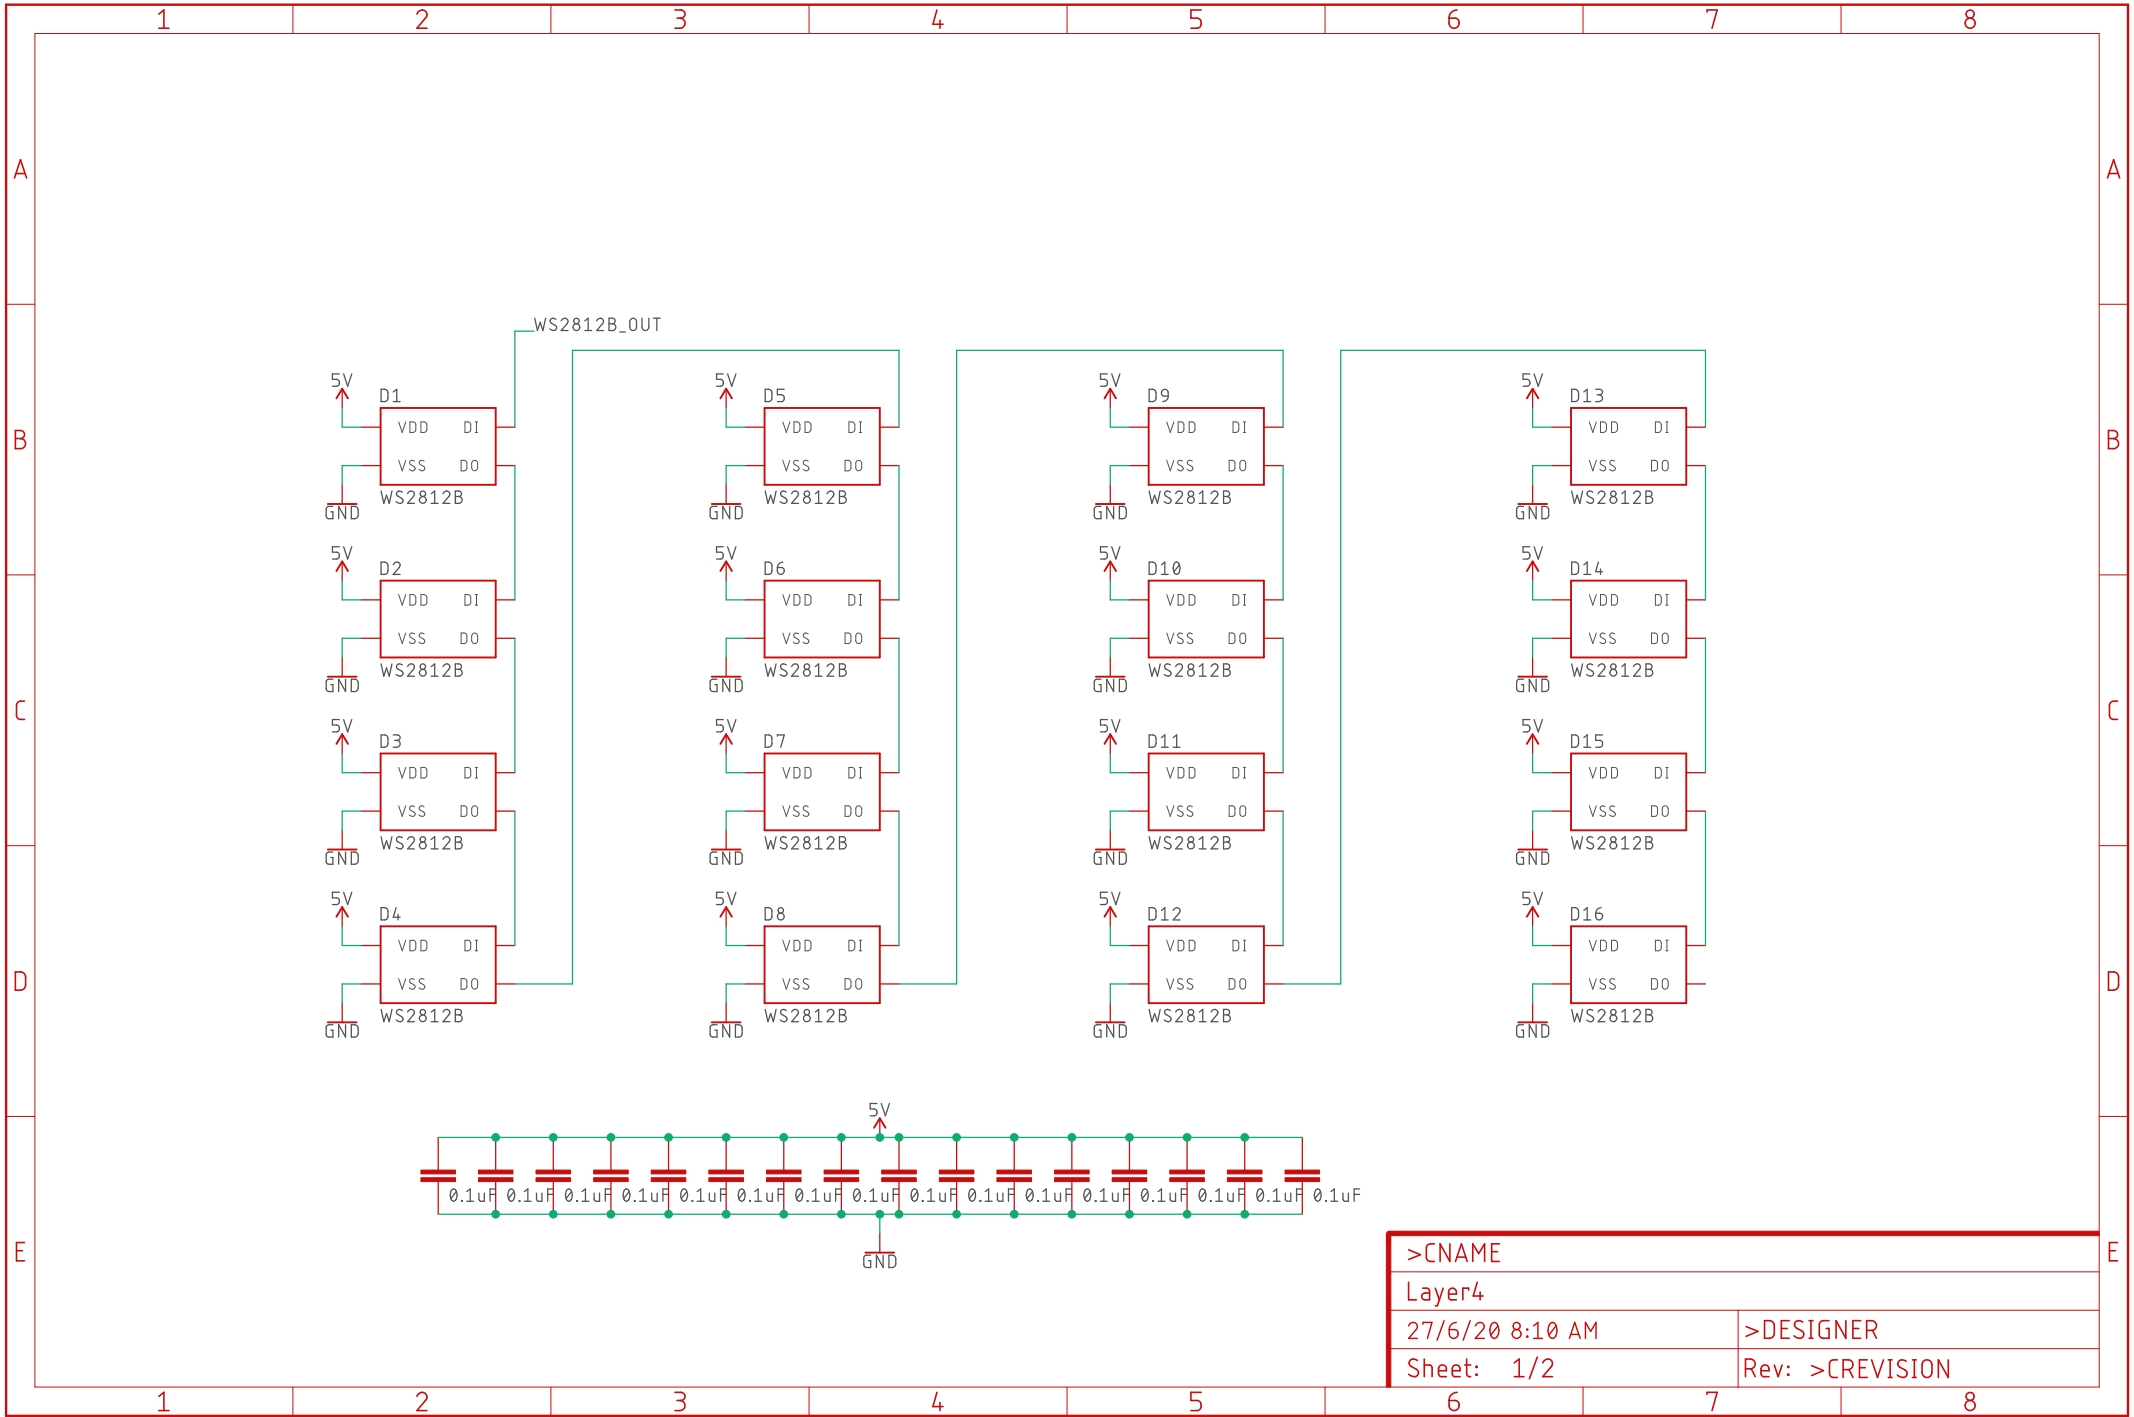 1 2 3 4 5 6 7 8
A A
WS2812B_OUT
5V 5V 5V 5V
D1 D5 D9 D13
B VDD DI VDD DI VDD DI VDD DI B
VSS DO VSS DO VSS DO VSS DO
WS2812B WS2812B WS2812B WS2812B
GND GND GND GND
5V 5V 5V 5V
D2 D6 D10 D14
VDD DI VDD DI VDD DI VDD DI
VSS DO VSS DO VSS DO VSS DO
WS2812B WS2812B WS2812B WS2812B
GND GND GND GND
C C
5V 5V 5V 5V
D3 D7 D11 D15
VDD DI VDD DI VDD DI VDD DI
VSS DO VSS DO VSS DO VSS DO
WS2812B WS2812B WS2812B WS2812B
GND GND GND GND
5V 5V 5V 5V
D4 D8 D12 D16
VDD DI VDD DI VDD DI VDD DI
D VSS DO VSS DO VSS DO VSS DO D
WS2812B WS2812B WS2812B WS2812B
GND GND GND GND
5V
0.1uF 0.1uF 0.1uF 0.1uF 0.1uF 0.1uF 0.1uF 0.1uF 0.1uF 0.1uF 0.1uF 0.1uF 0.1uF 0.1uF 0.1uF 0.1uF
GND
E E
>CNAME
Layer4
27/6/20 8:10 AM >DESIGNER
Sheet: 1/2 Rev: >CREVISION
1 2 3 4 5 6 7 8